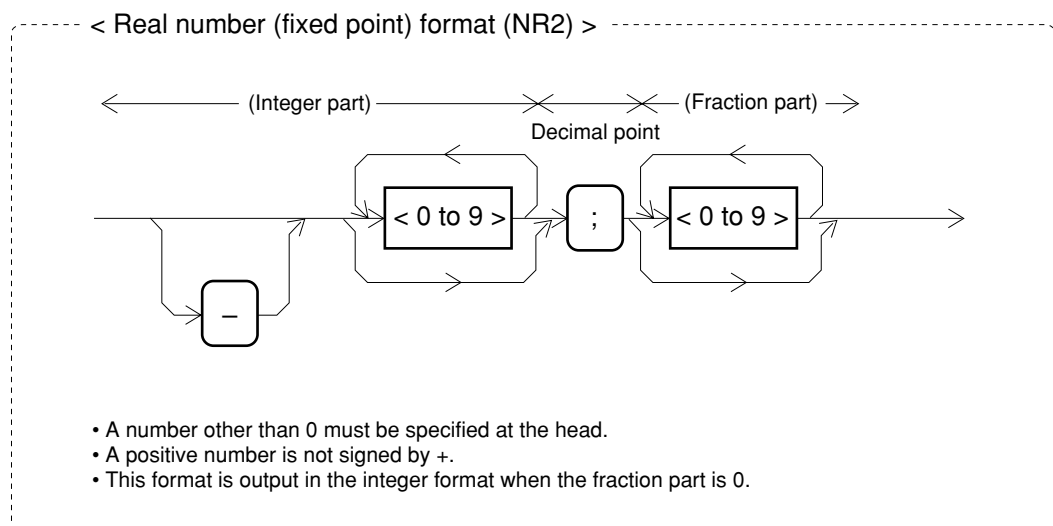 < Real number (fixed point) format (NR2) >
(Integer part) (Fraction part)
Decimal point
< 0 to 9 > ; < 0 to 9 >
–
• A number other than 0 must be specified at the head.
• A positive number is not signed by +.
• This format is output in the integer format when the fraction part is 0.